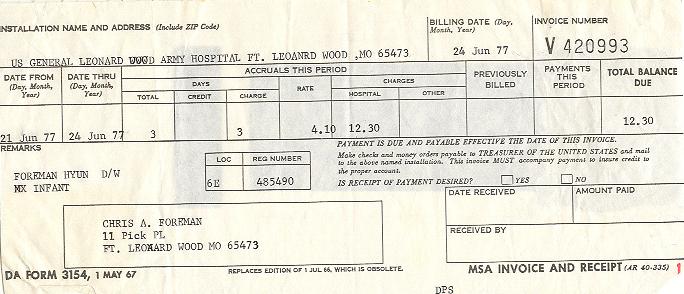 INSTALLATION NAME AND ADDRESS (Include ZIP Code)
US GENERAL LEONARD WOOD ARMY HOSPITAL FT. LEOANRD WOOD ,MO 65473
BILLING DATE (Day, Month, Year)
24 Jun 77
INVOICE NUMBER
V 420993
DATE FROM (Day, Month, Year)
DATE THRU (Day, Month, Year)
ACCRUALS THIS PERIOD
DAYS
TOTAL CREDIT CHARGE
RATE
CHARGES
HOSPITAL OTHER
PREVIOUSLY BILLED
PAYMENTS THIS PERIOD
TOTAL BALANCE DUE
21 Jun 77 24 Jun 77 3 3 4.10 12.30 12.30
REMARKS
FOREMAN HYUN D/W
MX INFANT
LOC REG NUMBER
6E 485490
PAYMENT IS DUE AND PAYABLE EFFECTIVE THE DATE OF THIS INVOICE.
Make checks and money orders payable to TREASURER OF THE UNITED STATES and mail
to the above named installation. This invoice MUST accompany payment to insure credit to
the proper account.
IS RECEIPT OF PAYMENT DESIRED? YES NO
DATE RECEIVED AMOUNT PAID
RECEIVED BY
CHRIS A. FOREMAN
11 Pick PL
FT. LEONARD WOOD MO 65473
DA FORM 3154, 1 MAY 67
REPLACES EDITION OF 1 JUL 66, WHICH IS OBSOLETE.
MSA INVOICE AND RECEIPT (AR 40-335) 1
DPS